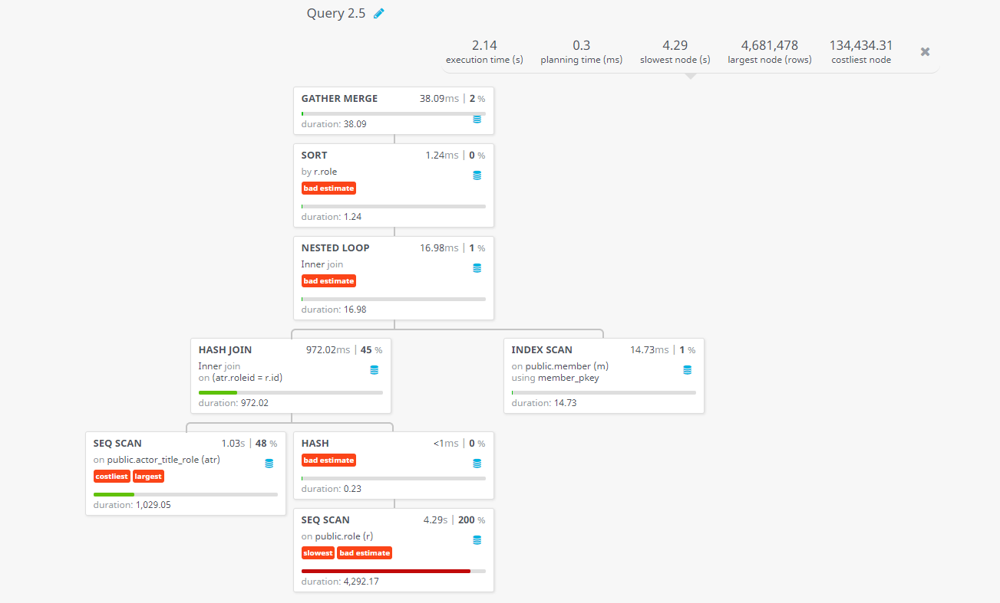 Query 2.5
2.14 0.3 4.29 4,681,478 134,434.31
execution time (s) planning time (ms) slowest node (s) largest node (rows) costliest node
GATHER MERGE 38.09ms | 2 %
duration: 38.09
SORT 1.24ms | 0 %
by r.role
bad estimate
duration: 1.24
NESTED LOOP 16.98ms | 1 %
Inner join
bad estimate
duration: 16.98
HASH JOIN 972.02ms | 45 %
Inner join
on (atr.roleid = r.id)
duration: 972.02
INDEX SCAN 14.73ms | 1 %
on public.member (m)
using member_pkey
duration: 14.73
SEQ SCAN 1.03s | 48 %
on public.actor_title_role (atr)
costliest largest
duration: 1,029.05
HASH <1ms | 0 %
bad estimate
duration: 0.23
SEQ SCAN 4.29s | 200 %
on public.role (r)
slowest bad estimate
duration: 4,292.17